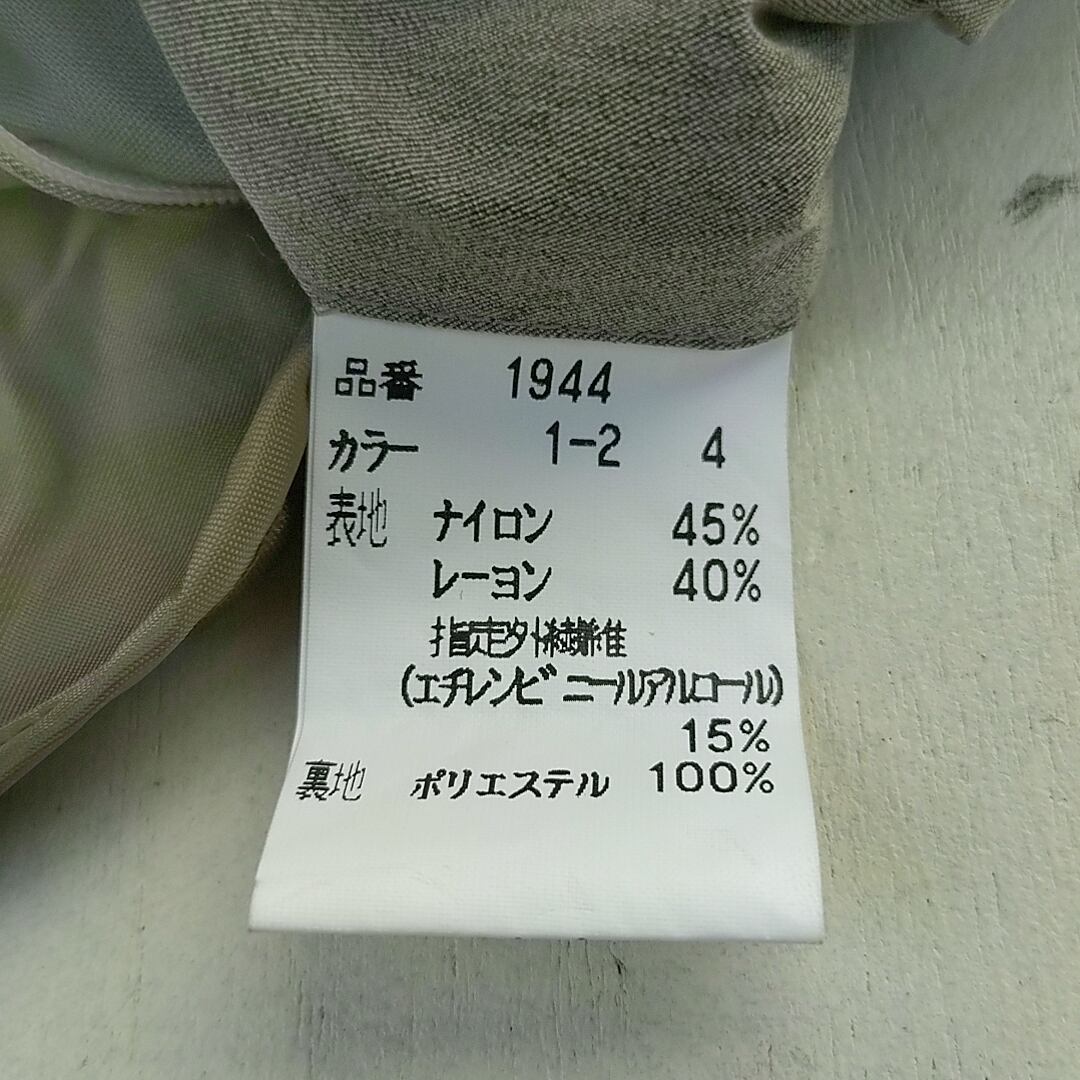 品番 1944
カラー 1-2 4
表地 ナイロン 45%
レーヨン 40%
指定外繊維
(エチレンビニールアルコール)
15%
裏地 ポリエステル 100%